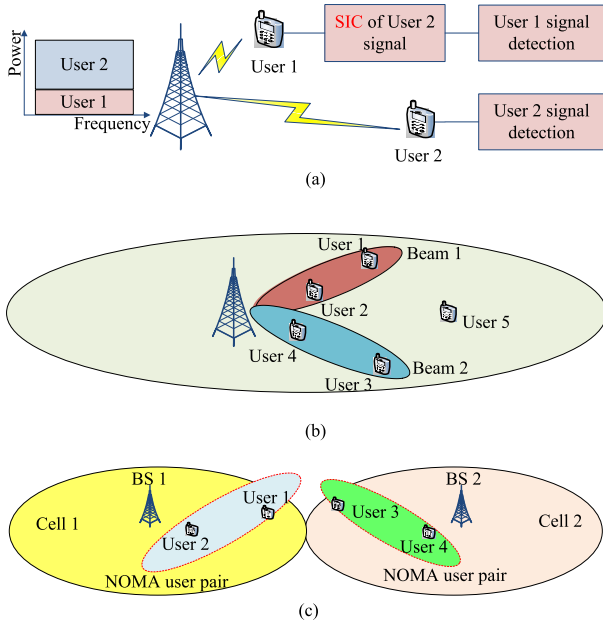 Power
User 2
User 1
Frequency
User 1
SIC of User 2
signal
User 1 signal
detection
User 2
User 2 signal
detection
(a)
User 1
Beam 1
User 2
User 5
User 4
User 3
Beam 2
(b)
BS 1
Cell 1
User 1
User 2
NOMA user pair
BS 2
User 3
Cell 2
User 4
NOMA user pair
(c)